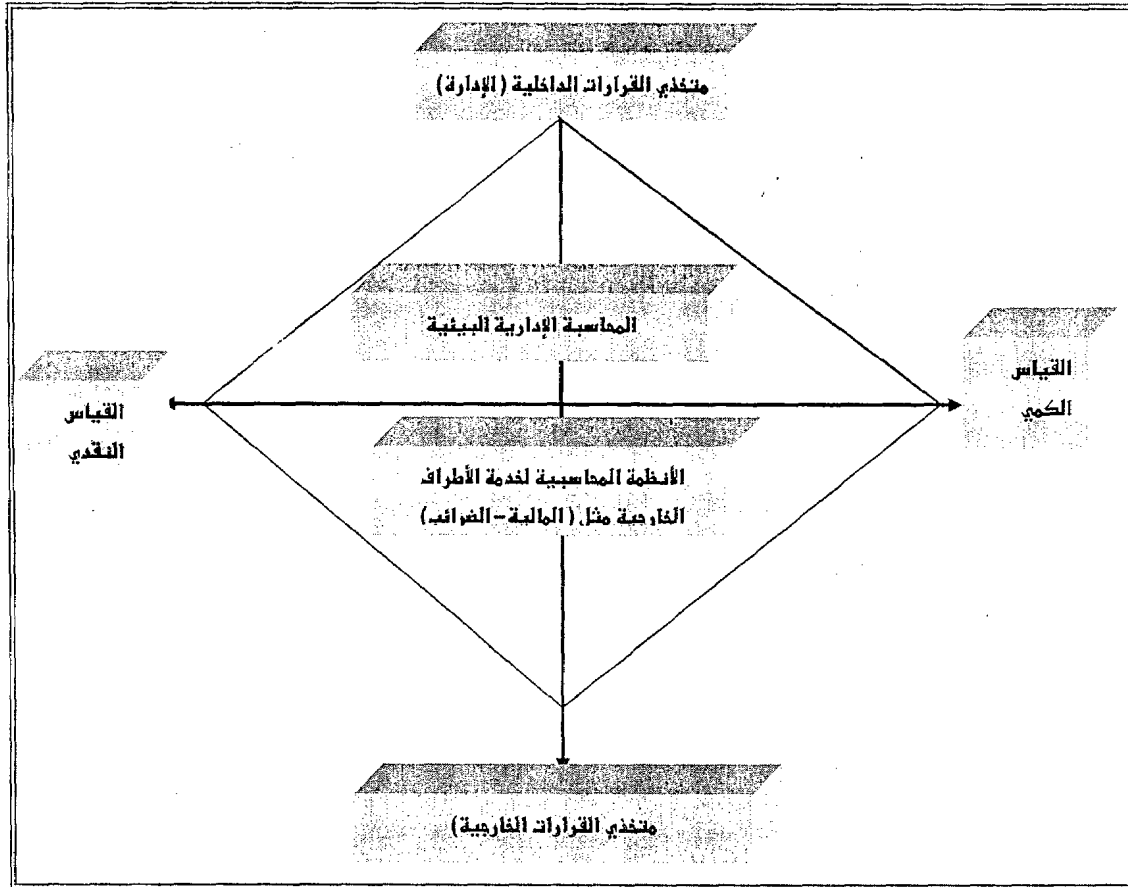 متخذي القرارات الداخلية (الإدارة)
المحاسبة الإدارية البيئية
القياس
الكمي
القياس
النقدي
الأنظمة المحاسبية لخدمة الأطراف
الخارجية مثل (المالية – الضرائب)
متخذي القرارات الخارجية)